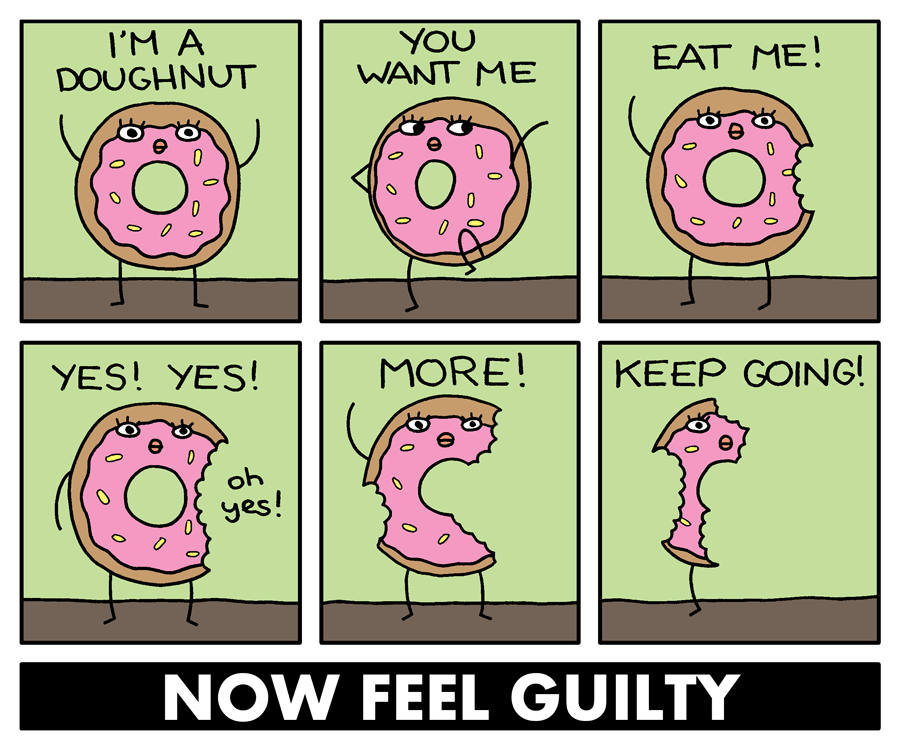 I'M A
DOUGHNUT
YOU
WANT ME
EAT ME!
YES! YES!
oh
yes!
MORE!
KEEP GOING!
NOW FEEL GUILTY